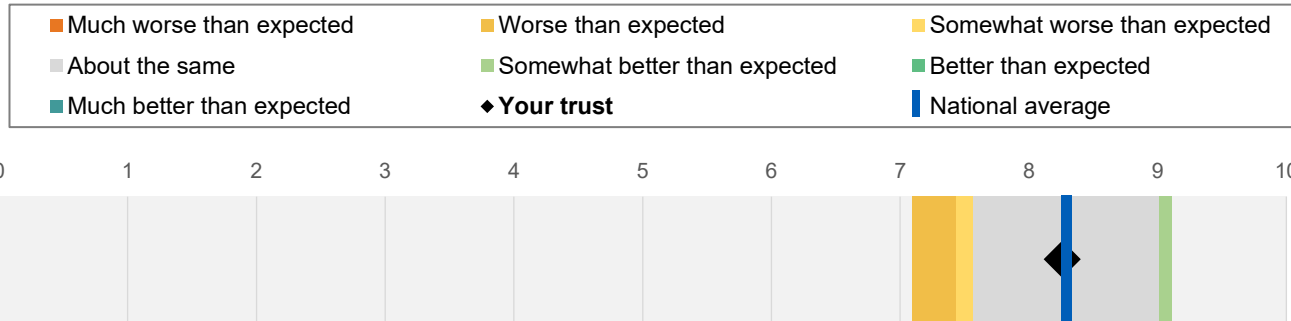 Much worse than expected Worse than expected Somewhat worse than expected
About the same Somewhat better than expected Better than expected
Much better than expected Your trust National average
0 1 2 3 4 5 6 7 8 9 10